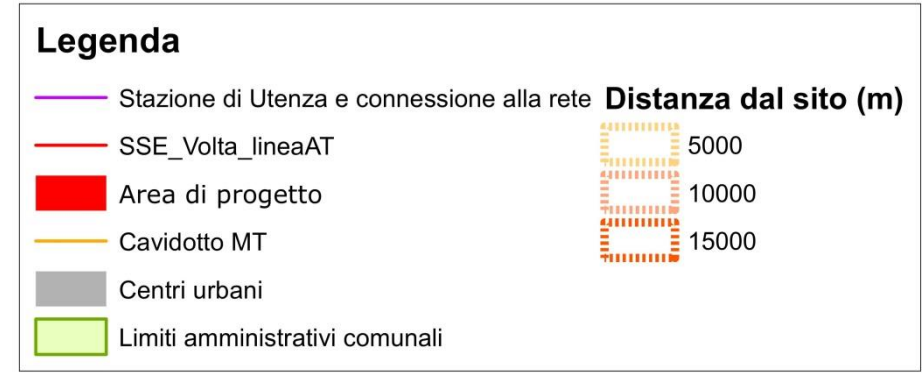 Legenda
Stazione di Utenza e connessione alla rete
SSE_Volta_lineaAT
Area di progetto
Cavidotto MT
Centri urbani
Limiti amministrativi comunali
Distanza dal sito (m)
5000
10000
15000